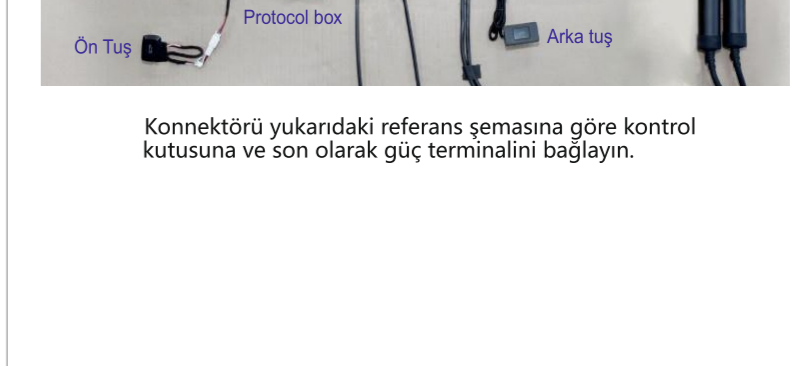 Protocol box
Ön Tuş
Arka tuş
Konnektörü yukarıdaki referans şemasına göre kontrol
kutusuna ve son olarak güç terminalini bağlayın.